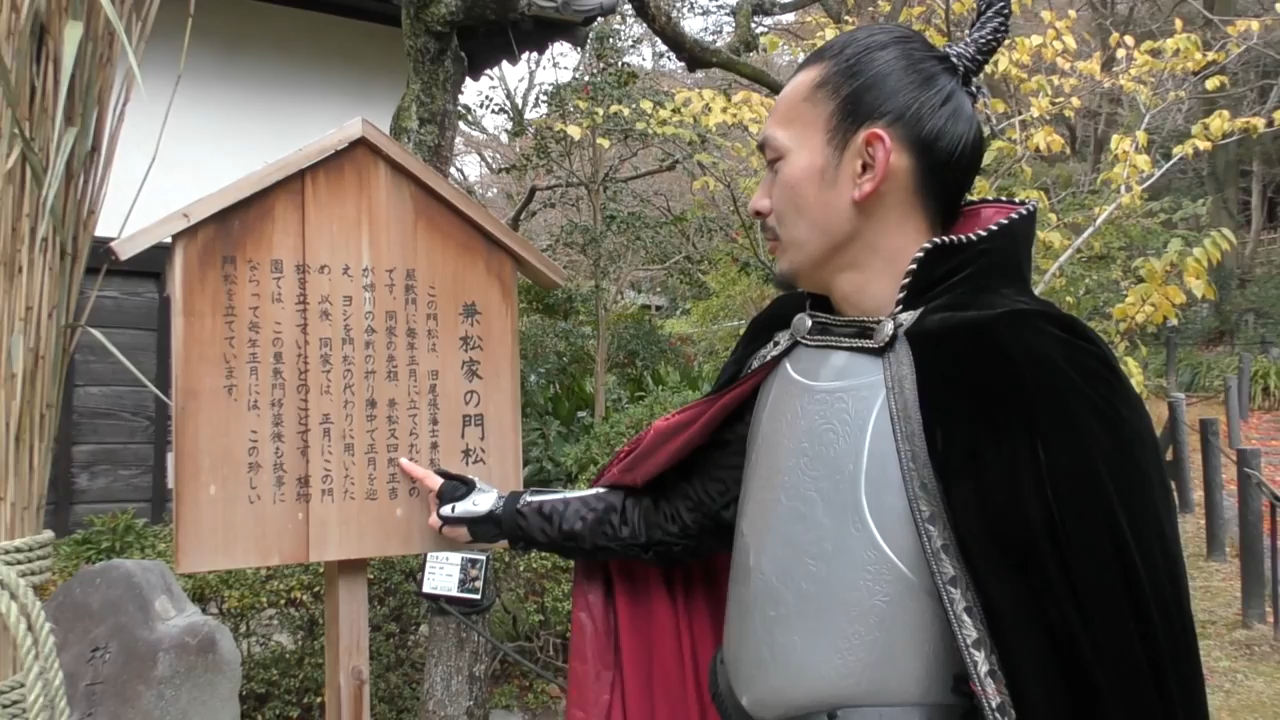 兼松家の門松
この門松は、旧尾張藩士兼松
屋敷門に毎年正月に立てられ の
です。同家の先祖、兼松又四郎正吉
が姉川の合戦の折り陣中で正月を迎
え、ヨシを門松の代わりに用いたた
め、以後、同家では、正月にこの門
松を立てていたとのことです。植物
園では、この屋敷門移築後も故事に
ならって毎年正月には、この珍しい
門松を立てています。
カキノキ
柿